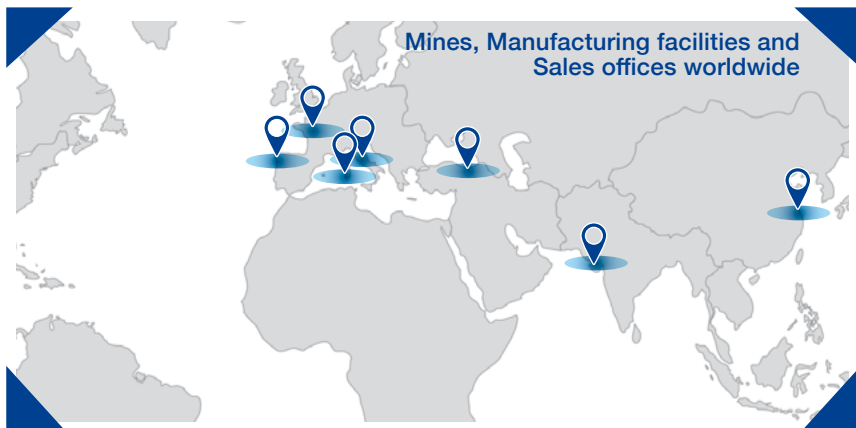 Mines, Manufacturing facilities and
Sales offices worldwide